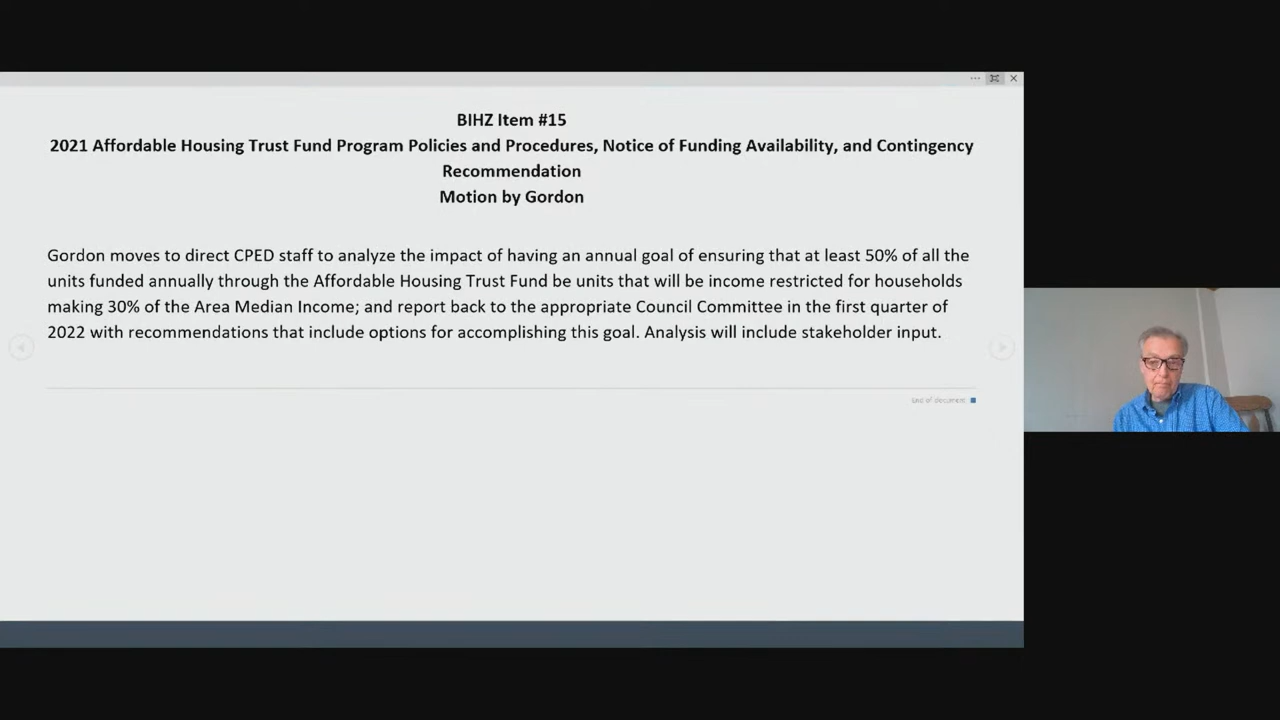 BIHZ Item #15
2021 Affordable Housing Trust Fund Program Policies and Procedures, Notice of Funding Availability, and Contingency
Recommendation
Motion by Gordon
Gordon moves to direct CPED staff to analyze the impact of having an annual goal of ensuring that at least 50% of all the
units funded annually through the Affordable Housing Trust Fund be units that will be income restricted for households
making 30% of the Area Median Income; and report back to the appropriate Council Committee in the first quarter of
2022 with recommendations that include options for accomplishing this goal. Analysis will include stakeholder input.
End of document